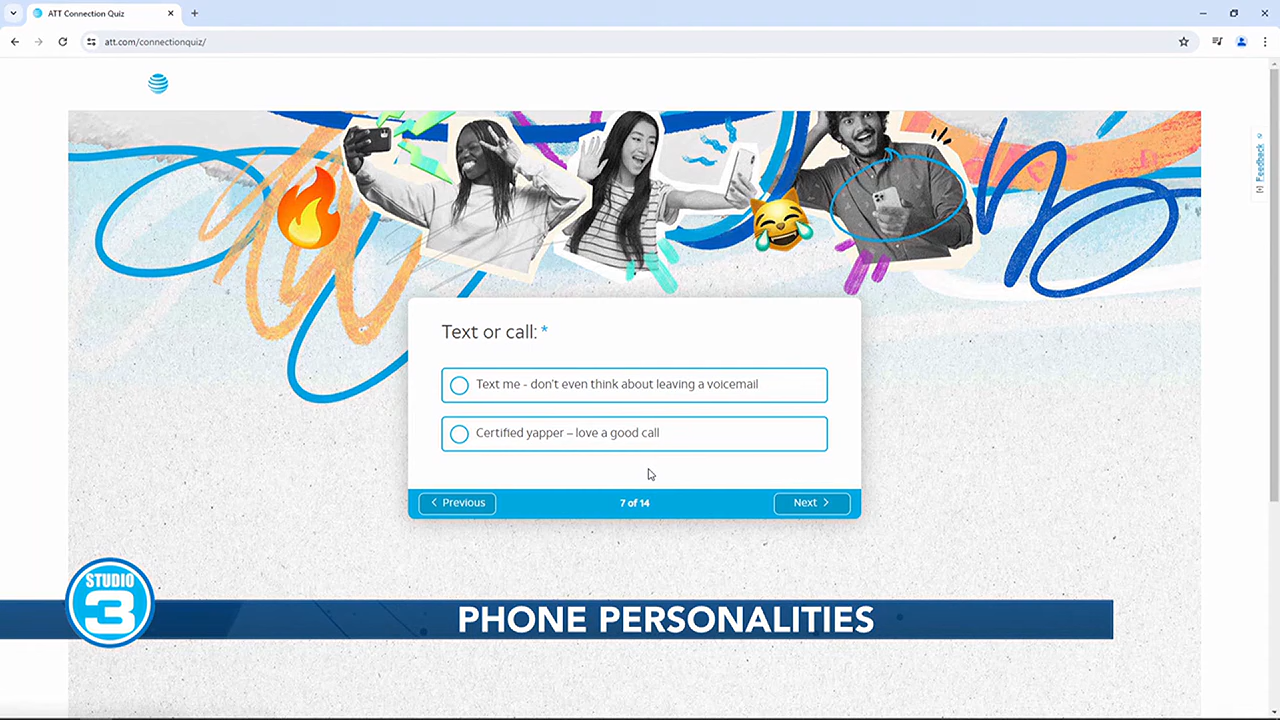 ATT Connection Quiz
att.com/connectionquiz/
[+] Feedback
Text or call: *
Text me - don't even think about leaving a voicemail
Certified yapper – love a good call
Previous
7 of 14
Next
STUDIO
3
PHONE PERSONALITIES